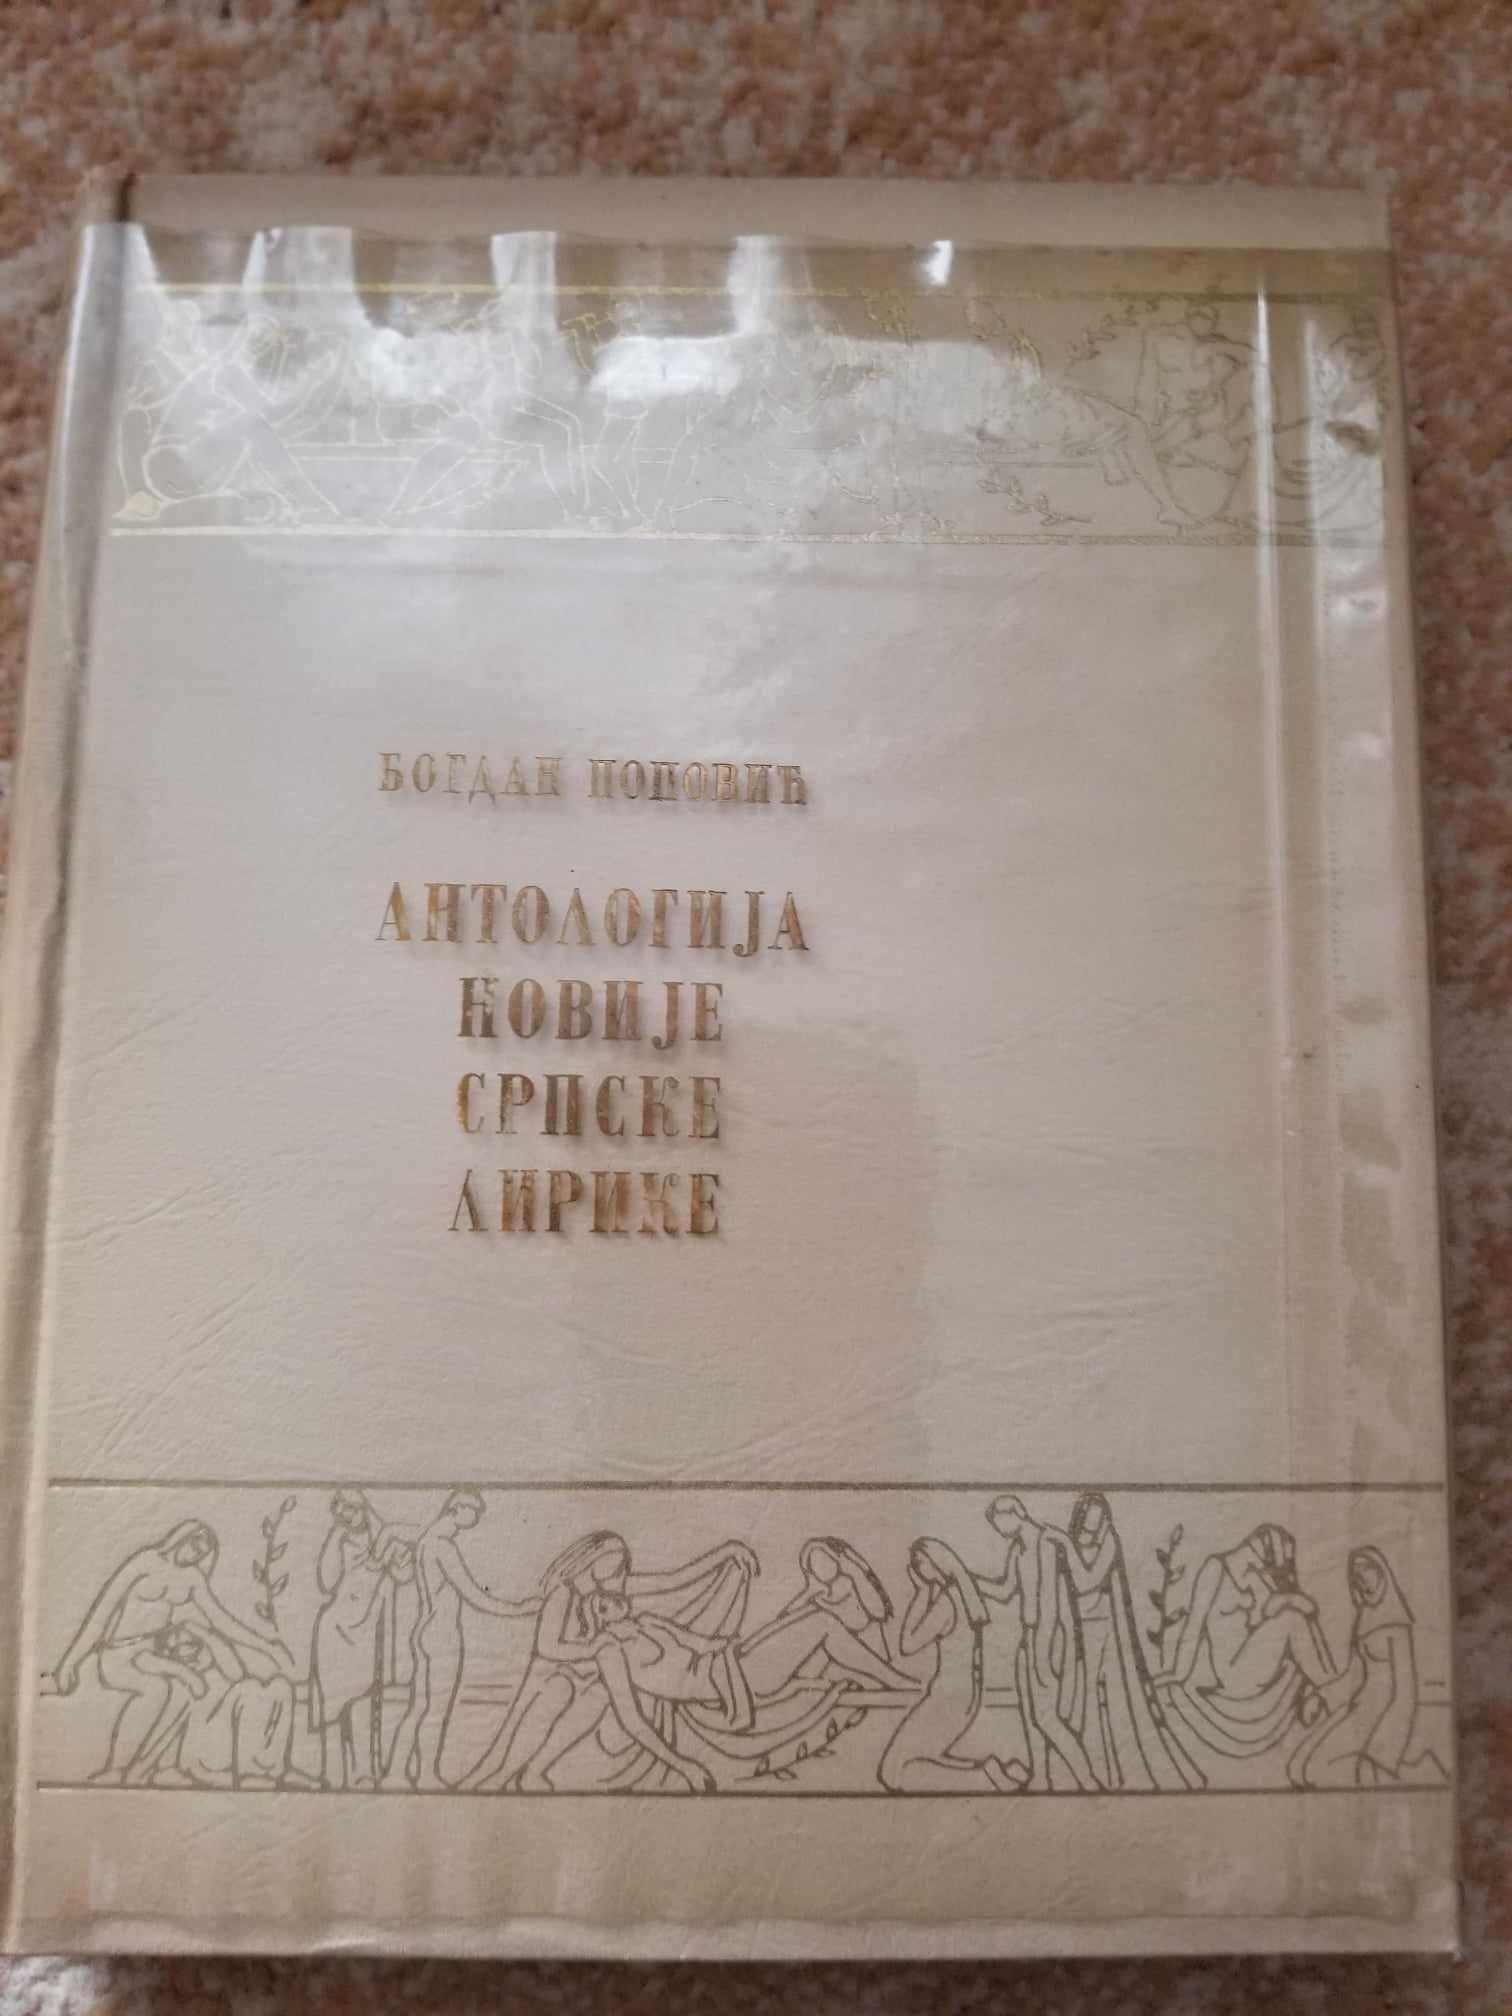 БОГДАН ПОПОВИЋ
АНТОЛОГИЈА
НОВИЈЕ
СРПСКЕ
ЛИРИКЕ